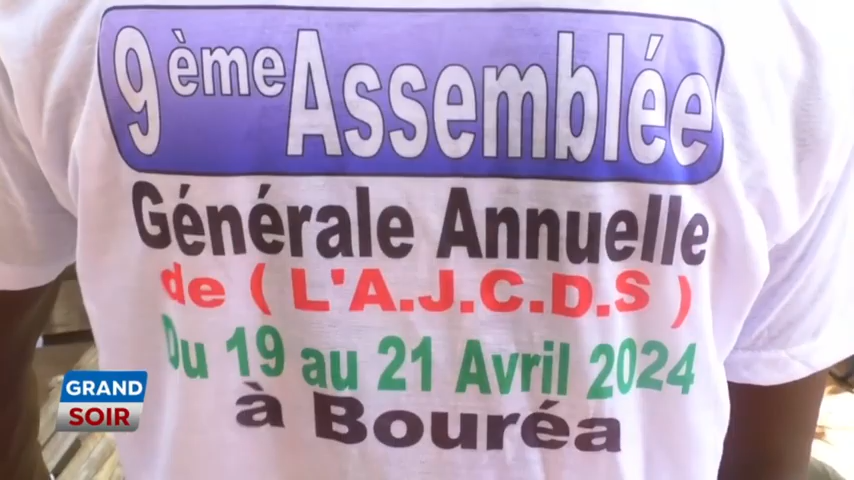 9ème Assemblée
Générale Annuelle
de ( L'A.J.C.D.S )
Du 19 au 21 Avril 2024
à Bouréa
GRAND
SOIR